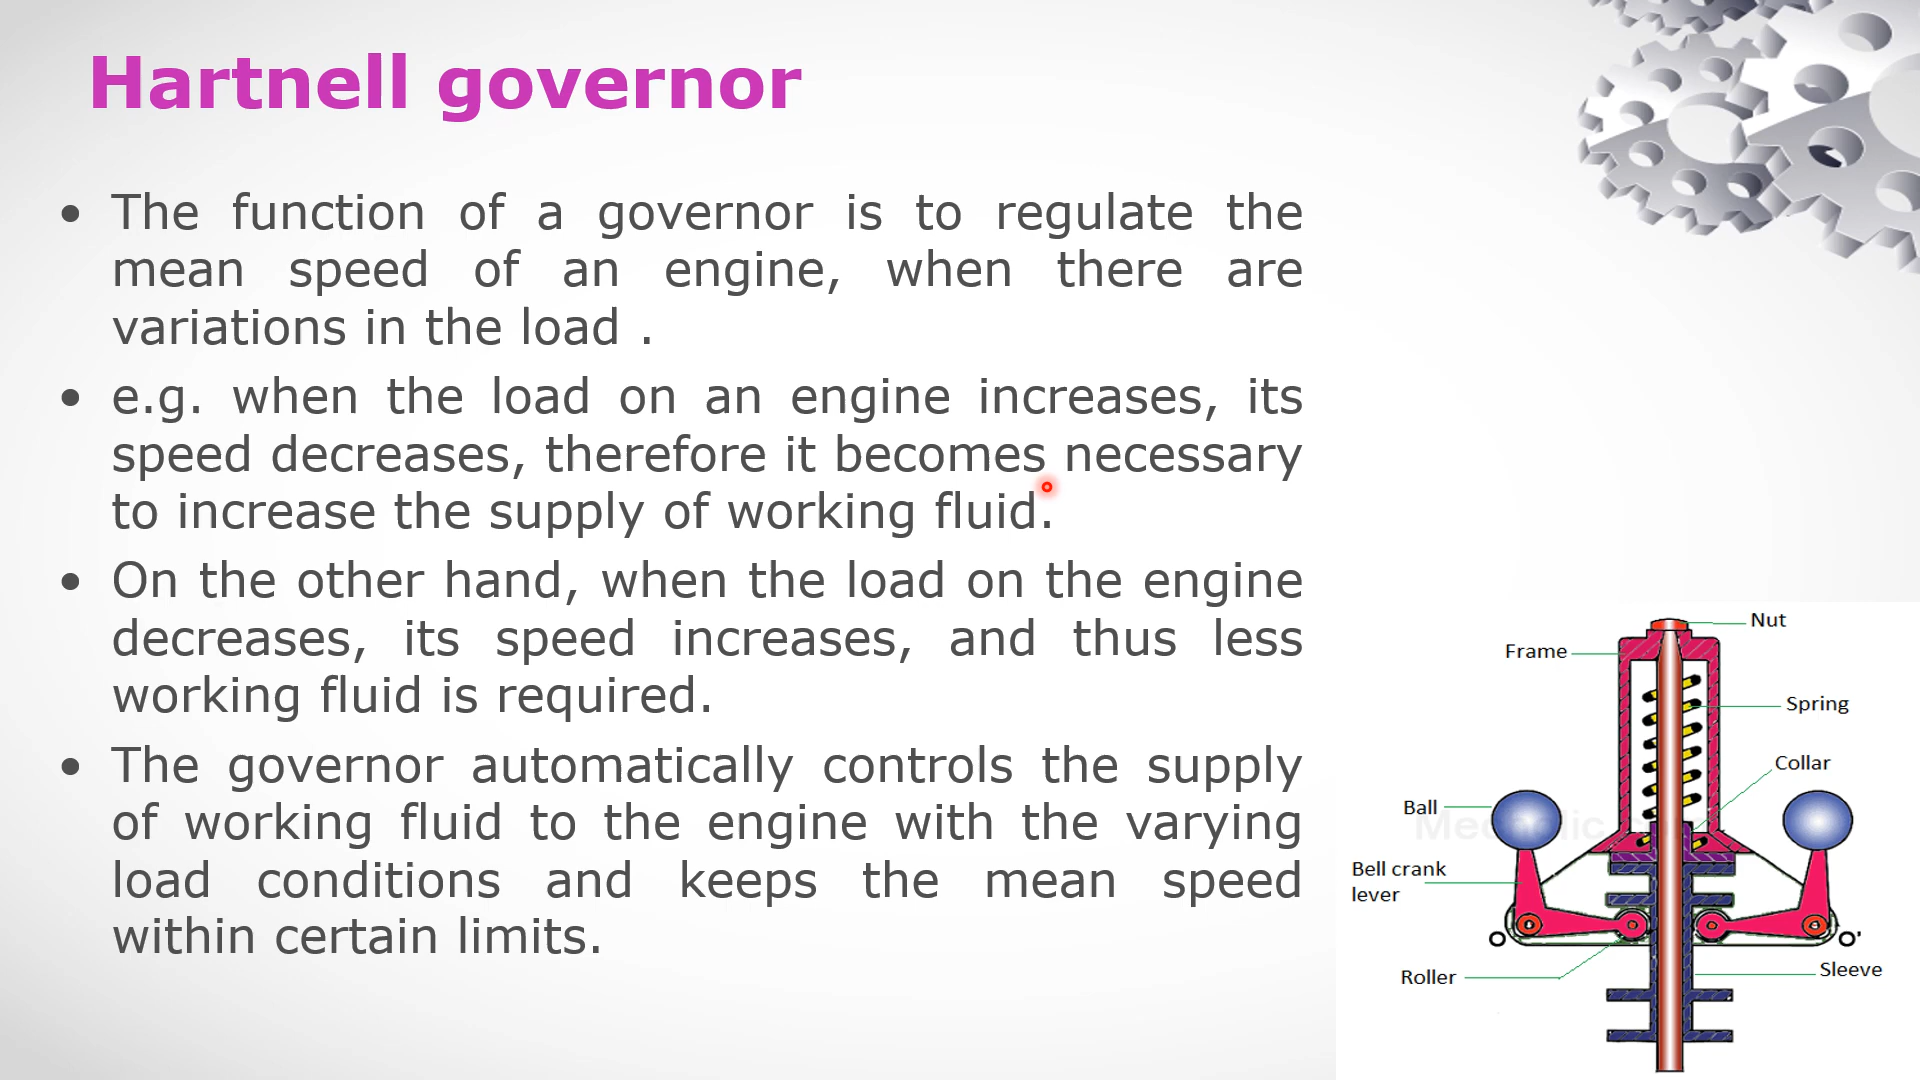 Hartnell governor
• The function of a governor is to regulate the
mean speed of an engine, when there are
variations in the load .
• e.g. when the load on an engine increases, its
speed decreases, therefore it becomes necessary
to increase the supply of working fluid.
• On the other hand, when the load on the engine
decreases, its speed increases, and thus less
working fluid is required.
• The governor automatically controls the supply
of working fluid to the engine with the varying
load conditions and keeps the mean speed
within certain limits.
Nut
Frame
Spring
Collar
Ball
Bell crank
lever
O
O'
Roller
Sleeve